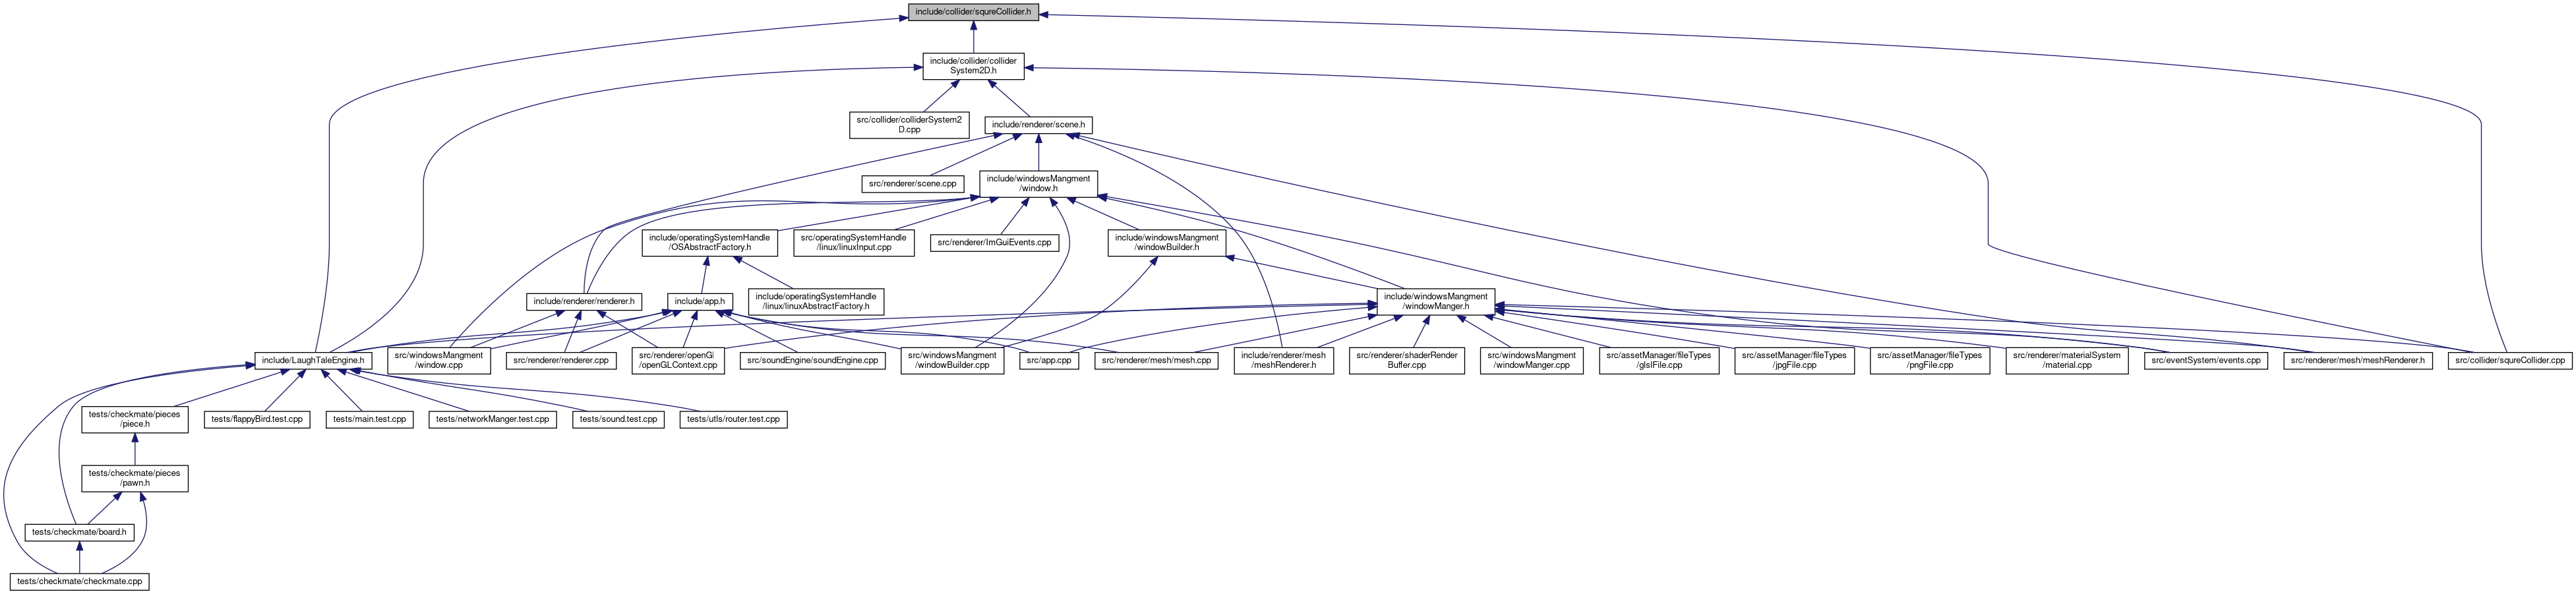 include/collider/squreCollider.h
include/collider/collider
System2D.h
src/collider/colliderSystem2
D.cpp
include/renderer/scene.h
src/renderer/scene.cpp
include/windowsMangment
/window.h
include/operatingSystemHandle
/OSAbstractFactory.h
src/operatingSystemHandle
/linux/linuxInput.cpp
src/renderer/ImGuiEvents.cpp
include/windowsMangment
/windowBuilder.h
include/renderer/renderer.h
include/app.h
include/operatingSystemHandle
/linux/linuxAbstractFactory.h
include/windowsMangment
/windowManger.h
include/LaughTaleEngine.h
src/windowsMangment
/window.cpp
src/renderer/renderer.cpp
src/renderer/openGl
/openGLContext.cpp
src/soundEngine/soundEngine.cpp
src/windowsMangment
/windowBuilder.cpp
src/app.cpp
src/renderer/mesh/mesh.cpp
include/renderer/mesh
/meshRenderer.h
src/renderer/shaderRender
Buffer.cpp
src/windowsMangment
/windowManger.cpp
src/assetManager/fileTypes
/glslFile.cpp
src/assetManager/fileTypes
/jpgFile.cpp
src/assetManager/fileTypes
/pngFile.cpp
src/renderer/materialSystem
/material.cpp
src/eventSystem/events.cpp
src/renderer/mesh/meshRenderer.h
src/collider/squreCollider.cpp
tests/checkmate/pieces
/piece.h
tests/flappyBird.test.cpp
tests/main.test.cpp
tests/networkManger.test.cpp
tests/sound.test.cpp
tests/utls/router.test.cpp
tests/checkmate/pieces
/pawn.h
tests/checkmate/board.h
tests/checkmate/checkmate.cpp